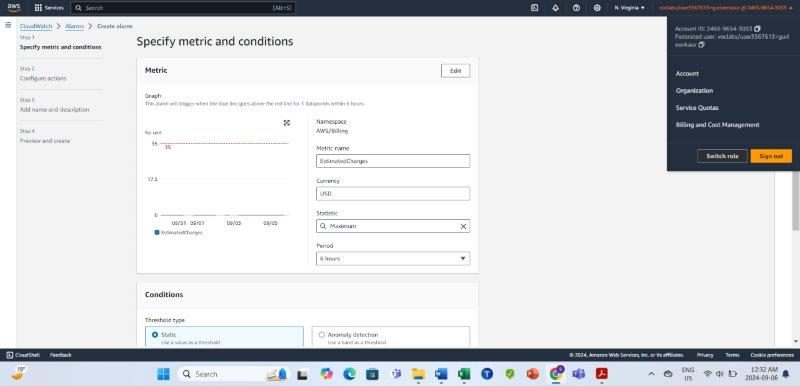 aws
Services
Search
[Alt+S]
N. Virginia
voclabs/user3367613=gurleenkaur @ 2465-9654-3033
CloudWatch
Alarms
Create alarm
Account ID: 2465-9654-3033
Federated user: voclabs/user3367613=gurl
eenkaur
Account
Organization
Service Quotas
Billing and Cost Management
Switch role
Sign out
Step 1
Specify metric and conditions
Step 2
Configure actions
Step 3
Add name and description
Step 4
Preview and create
Specify metric and conditions
Metric
Edit
Graph
This alarm will trigger when the blue line goes above the red line for 1 datapoints within 6 hours.
No unit
35
35
17.5
0
08/31
09/01
09/03
09/05
EstimatedCharges
Namespace
AWS/Billing
Metric name
EstimatedCharges
Currency
USD
Statistic
Maximum
Period
6 hours
Conditions
Threshold type
Static
Use a value as a threshold
Anomaly detection
Use a band as a threshold
CloudShell
Feedback
© 2024, Amazon Web Services, Inc. or its affiliates.
Privacy
Terms
Cookie preferences
19°
Search
ENG
US
12:32 AM
2024-09-06